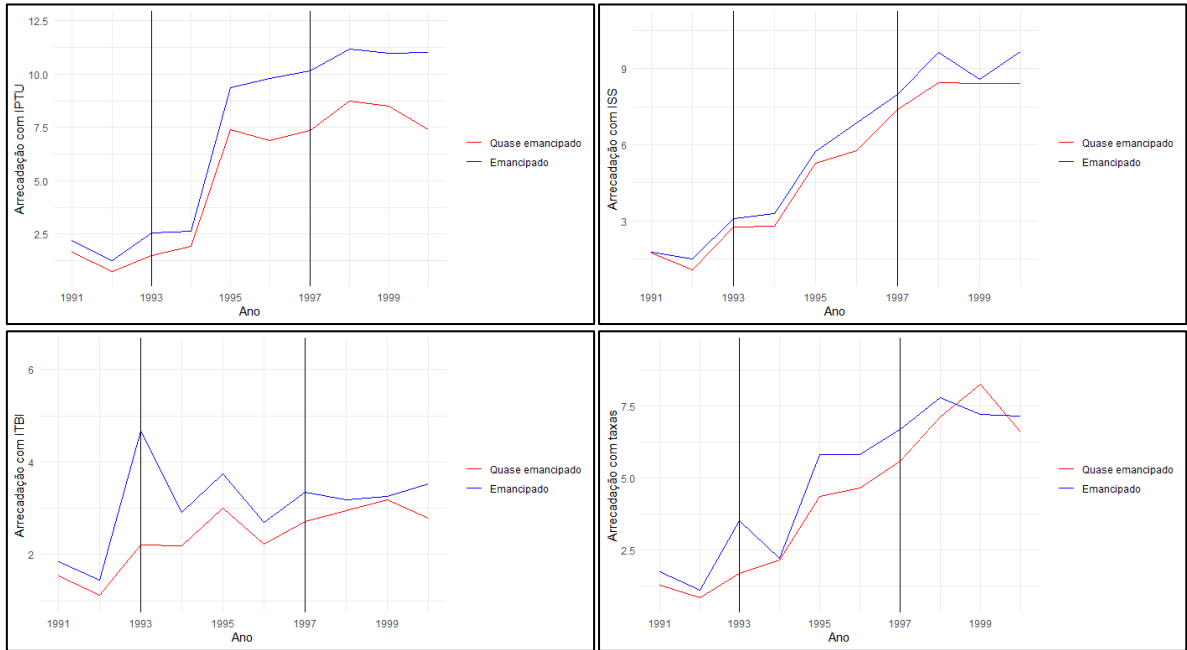 Arrecadação com IPTU
12.5
10.0
7.5
5.0
2.5
1991 1993 1995 1997 1999
Ano
Quase emancipado
Emancipado
Arrecadação com ISS
9
6
3
1991 1993 1995 1997 1999
Ano
Quase emancipado
Emancipado
Arrecadação com ITBI
6
4
2
1991 1993 1995 1997 1999
Ano
Quase emancipado
Emancipado
Arrecadação com taxas
7.5
5.0
2.5
1991 1993 1995 1997 1999
Ano
Quase emancipado
Emancipado